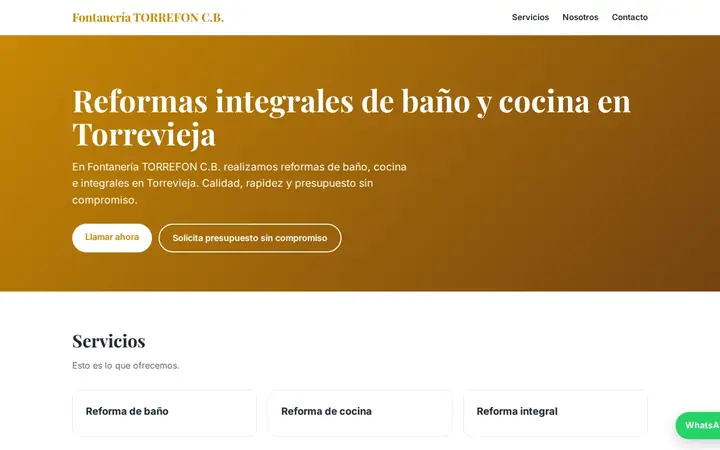 Fontanería TORREFON C.B.
Servicios Nosotros Contacto
Reformas integrales de baño y cocina en
Torrevieja
En Fontanería TORREFON C.B. realizamos reformas de baño, cocina
e integrales en Torrevieja. Calidad, rapidez y presupuesto sin
compromiso.
Llamar ahora
Solicita presupuesto sin compromiso
Servicios
Esto es lo que ofrecemos.
Reforma de baño
Reforma de cocina
Reforma integral
WhatsA